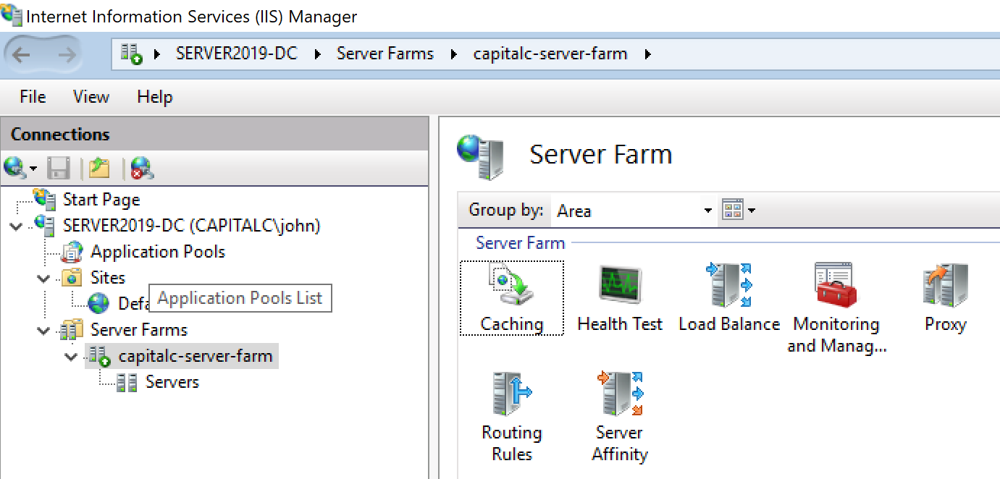 Internet Information Services (IIS) Manager
SERVER2019-DC Server Farms capitalc-server-farm
File View Help
Connections
Start Page
SERVER2019-DC (CAPITALC\john)
Application Pools
Sites
Defa
Application Pools List
Server Farms
capitalc-server-farm
Servers
Server Farm
Group by: Area
Server Farm
Caching
Health Test
Load Balance
Monitoring
and Manag...
Proxy
Routing
Rules
Server
Affinity